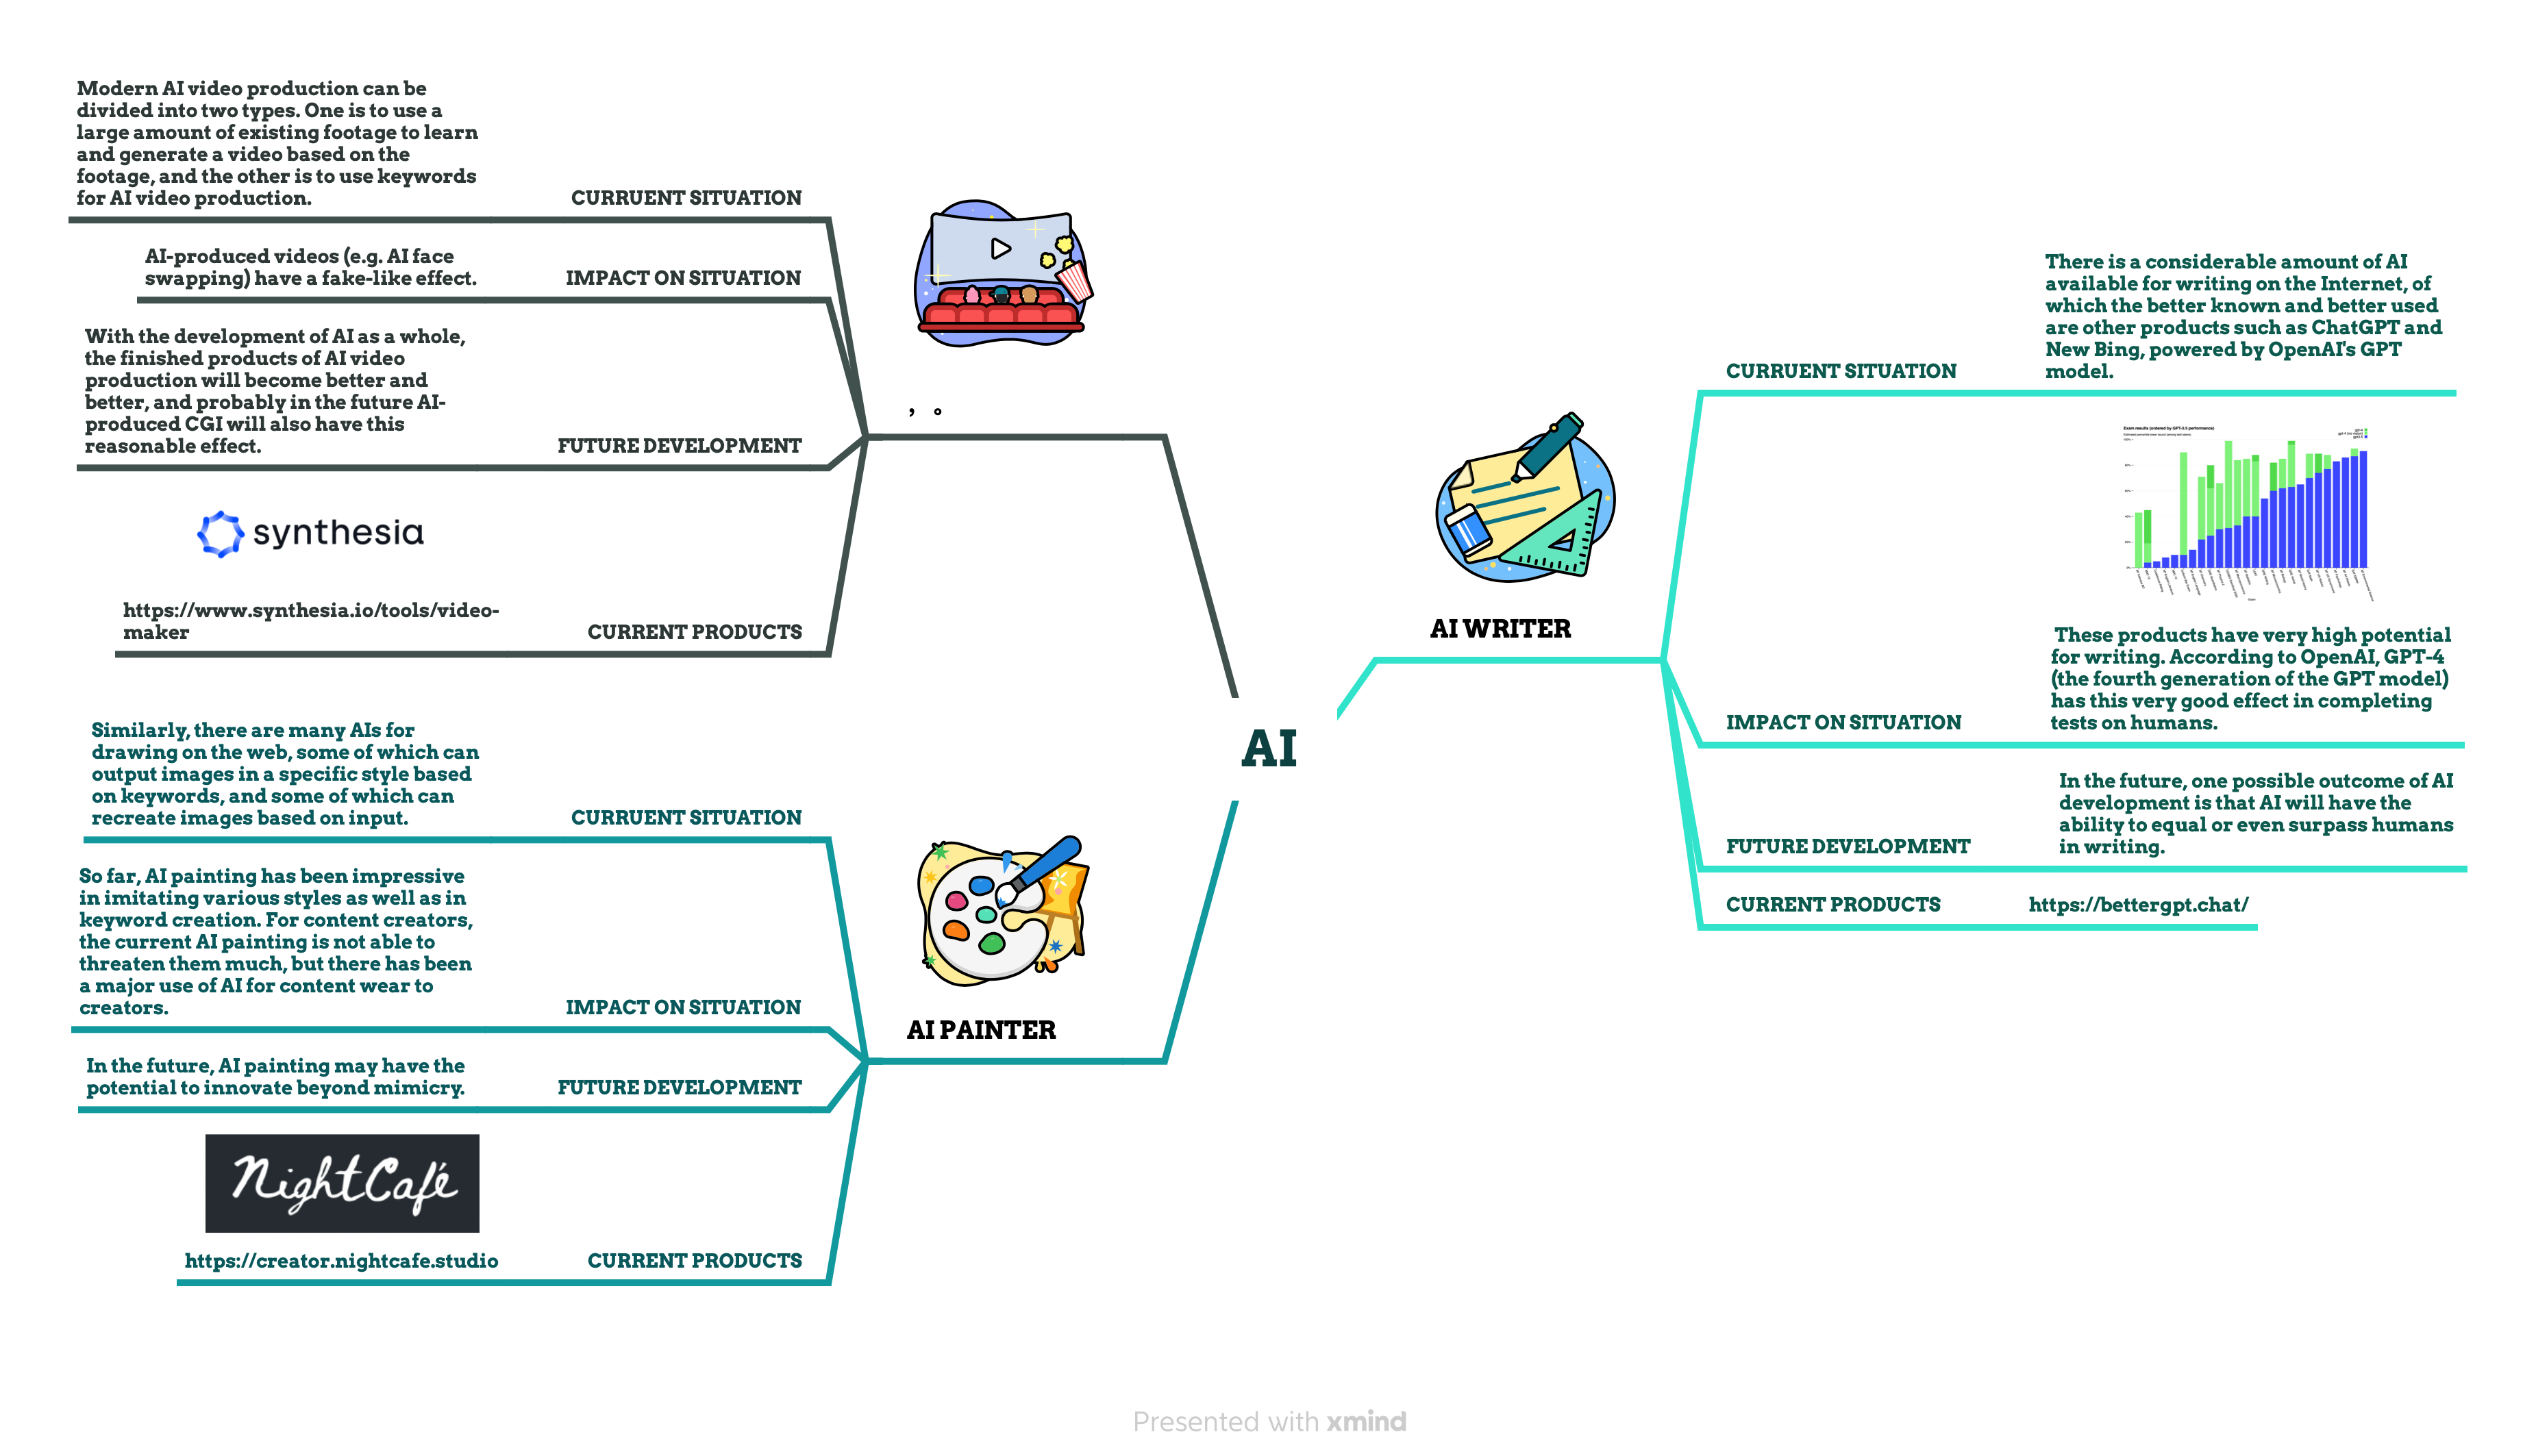 Modern AI video production can be
divided into two types. One is to use a
large amount of existing footage to learn
and generate a video based on the
footage, and the other is to use keywords
for AI video production.
CURRUENT SITUATION
AI-produced videos (e.g. AI face
swapping) have a fake-like effect.
IMPACT ON SITUATION
With the development of AI as a whole,
the finished products of AI video
production will become better and
better, and probably in the future AI-
produced CGI will also have this
reasonable effect.
FUTURE DEVELOPMENT
synthesia
https://www.synthesia.io/tools/video-
maker
CURRENT PRODUCTS
， 。
Similarly, there are many AIs for
drawing on the web, some of which can
output images in a specific style based
on keywords, and some of which can
recreate images based on input.
CURRUENT SITUATION
So far, AI painting has been impressive
in imitating various styles as well as in
keyword creation. For content creators,
the current AI painting is not able to
threaten them much, but there has been
a major use of AI for content wear to
creators.
IMPACT ON SITUATION
In the future, AI painting may have the
potential to innovate beyond mimicry.
FUTURE DEVELOPMENT
NightCafé
https://creator.nightcafe.studio
CURRENT PRODUCTS
AI PAINTER
AI
AI WRITER
CURRUENT SITUATION
There is a considerable amount of AI
available for writing on the Internet, of
which the better known and better used
are other products such as ChatGPT and
New Bing, powered by OpenAI's GPT
model.
Exam results (ordered by GPT-3.5 performance)
IMPACT ON SITUATION
These products have very high potential
for writing. According to OpenAI, GPT-4
(the fourth generation of the GPT model)
has this very good effect in completing
tests on humans.
FUTURE DEVELOPMENT
In the future, one possible outcome of AI
development is that AI will have the
ability to equal or even surpass humans
in writing.
CURRENT PRODUCTS
https://bettergpt.chat/
Presented with xmind